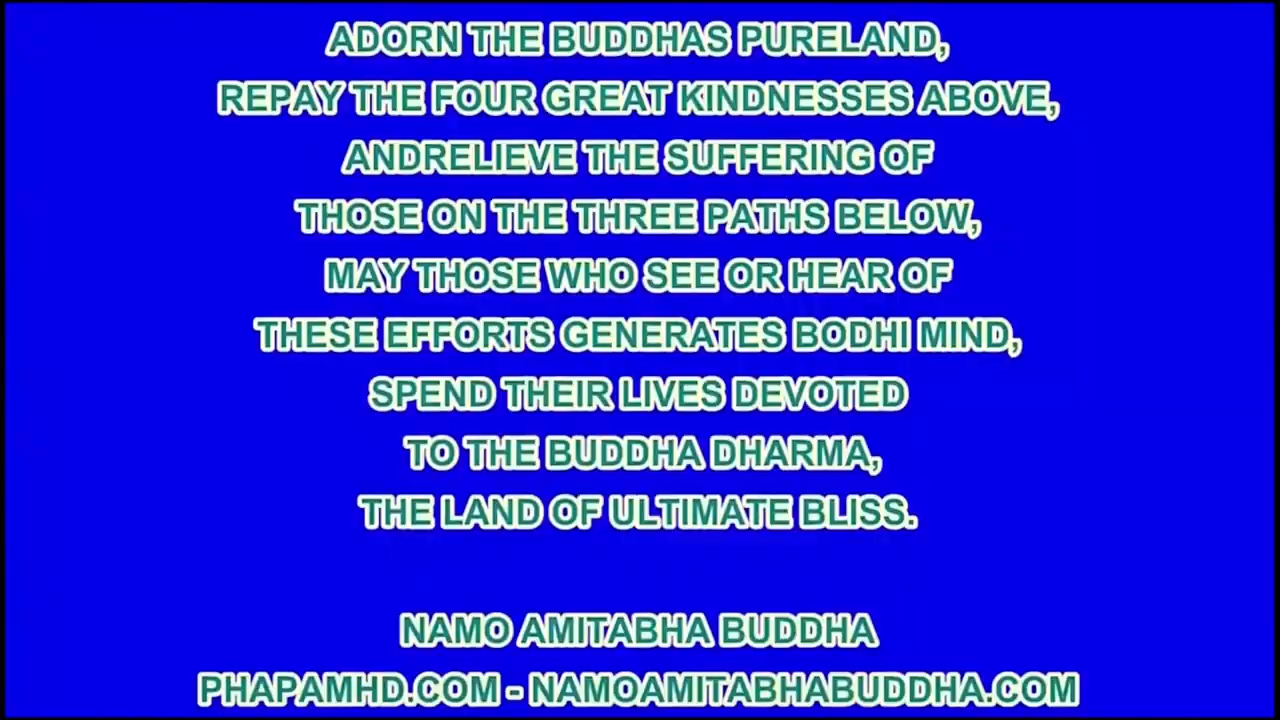 ADORN THE BUDDHAS PURELAND,
REPAY THE FOUR GREAT KINDNESSES ABOVE,
ANDRELIEVE THE SUFFERING OF
THOSE ON THE THREE PATHS BELOW,
MAY THOSE WHO SEE OR HEAR OF
THESE EFFORTS GENERATES BODHI MIND,
SPEND THEIR LIVES DEVOTED
TO THE BUDDHA DHARMA,
THE LAND OF ULTIMATE BLISS.
NAMO AMITABHA BUDDHA
PHAPAMHD.COM - NAMOAMITABHABUDDHA.COM